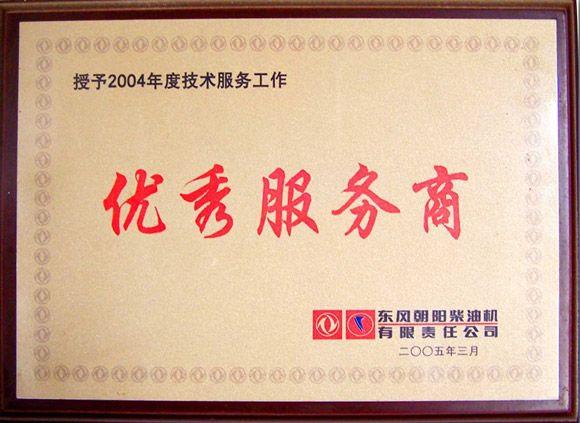 授予2004年度技术服务工作
优秀服务商
东风朝阳柴油机
有限责任公司
二〇〇五年三月